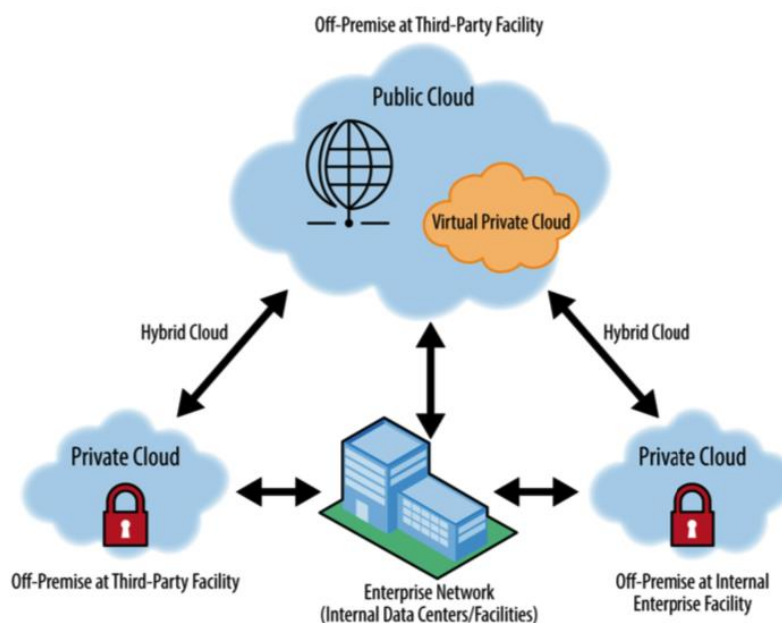 Off-Premise at Third-Party Facility
Public Cloud
Virtual Private Cloud
Hybrid Cloud
Hybrid Cloud
Private Cloud
Private Cloud
Off-Premise at Third-Party Facility
Enterprise Network
(Internal Data Centers/Facilities)
Off-Premise at Internal
Enterprise Facility